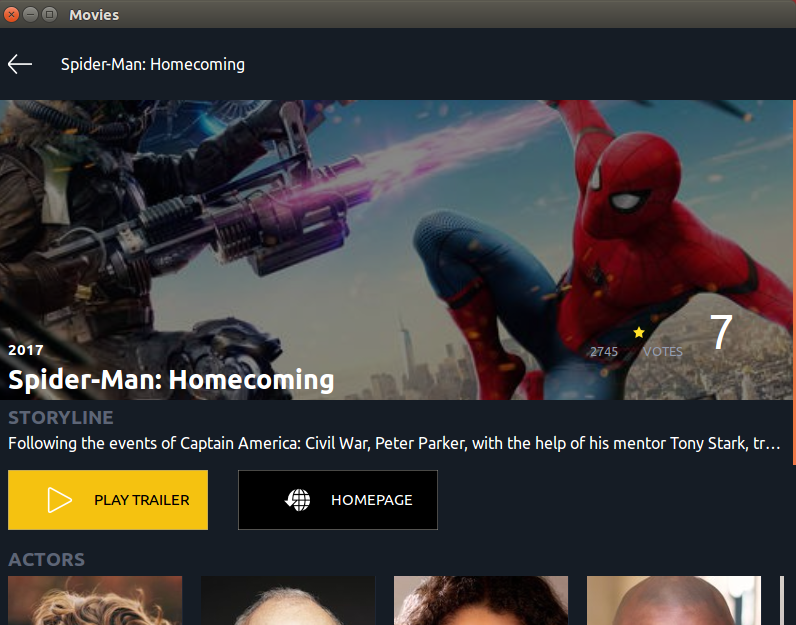 Movies
Spider-Man: Homecoming
7
2745 VOTES
2017
Spider-Man: Homecoming
STORYLINE
Following the events of Captain America: Civil War, Peter Parker, with the help of his mentor Tony Stark, tr…
PLAY TRAILER
HOMEPAGE
ACTORS